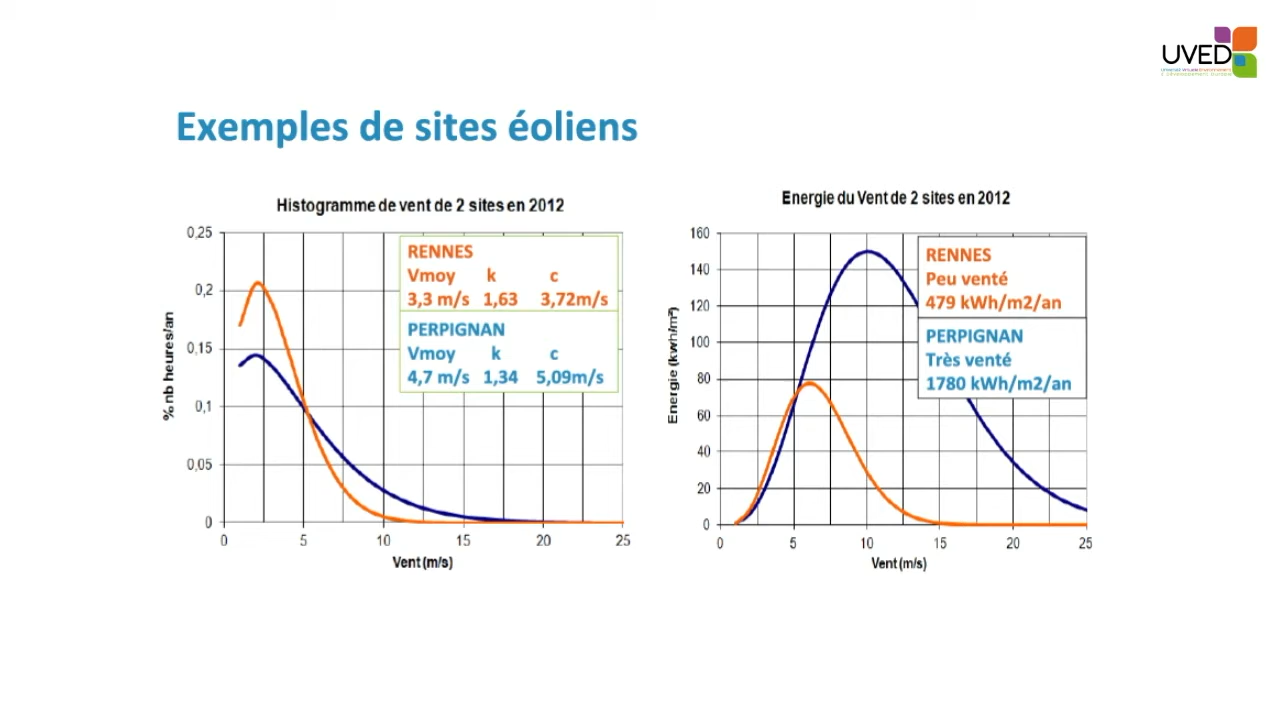 UVED
Exemples de sites éoliens
Histogramme de vent de 2 sites en 2012
0,25
0,2
0,15
0,1
0,05
0
% nb heures/an
0 5 10 15 20 25
Vent (m/s)
RENNES
Vmoy k c
3,3 m/s 1,63 3,72m/s
PERPIGNAN
Vmoy k c
4,7 m/s 1,34 5,09m/s
Energie du Vent de 2 sites en 2012
160
140
120
100
80
60
40
20
0
Energie (kwh/m²)
0 5 10 15 20 25
Vent (m/s)
RENNES
Peu venté
479 kWh/m2/an
PERPIGNAN
Très venté
1780 kWh/m2/an